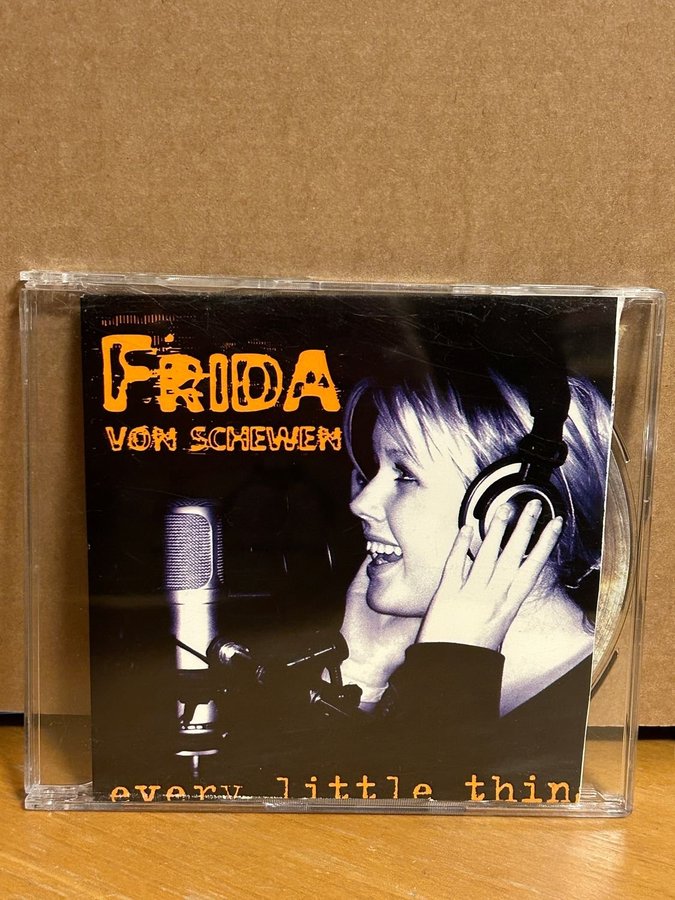 FRIDA
VON SCHEWEN
every little thin